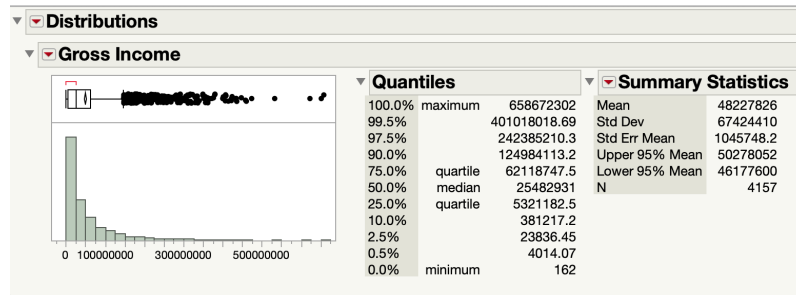 Distributions
Gross Income
0 100000000 300000000 500000000
Quantiles
100.0% maximum 658672302
99.5% 401018018.69
97.5% 242385210.3
90.0% 124984113.2
75.0% quartile 62118747.5
50.0% median 25482931
25.0% quartile 5321182.5
10.0% 381217.2
2.5% 23836.45
0.5% 4014.07
0.0% minimum 162
Summary Statistics
Mean 48227826
Std Dev 67424410
Std Err Mean 1045748.2
Upper 95% Mean 50278052
Lower 95% Mean 46177600
N 4157